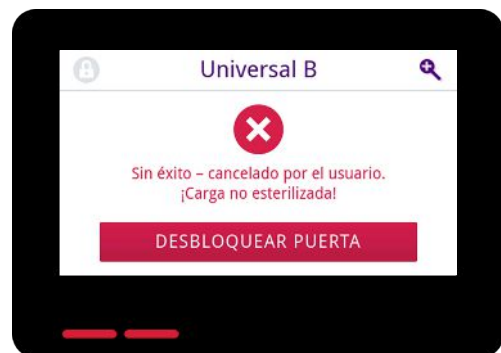 Universal B
Sin éxito – cancelado por el usuario.
¡Carga no esterilizada!
DESBLOQUEAR PUERTA